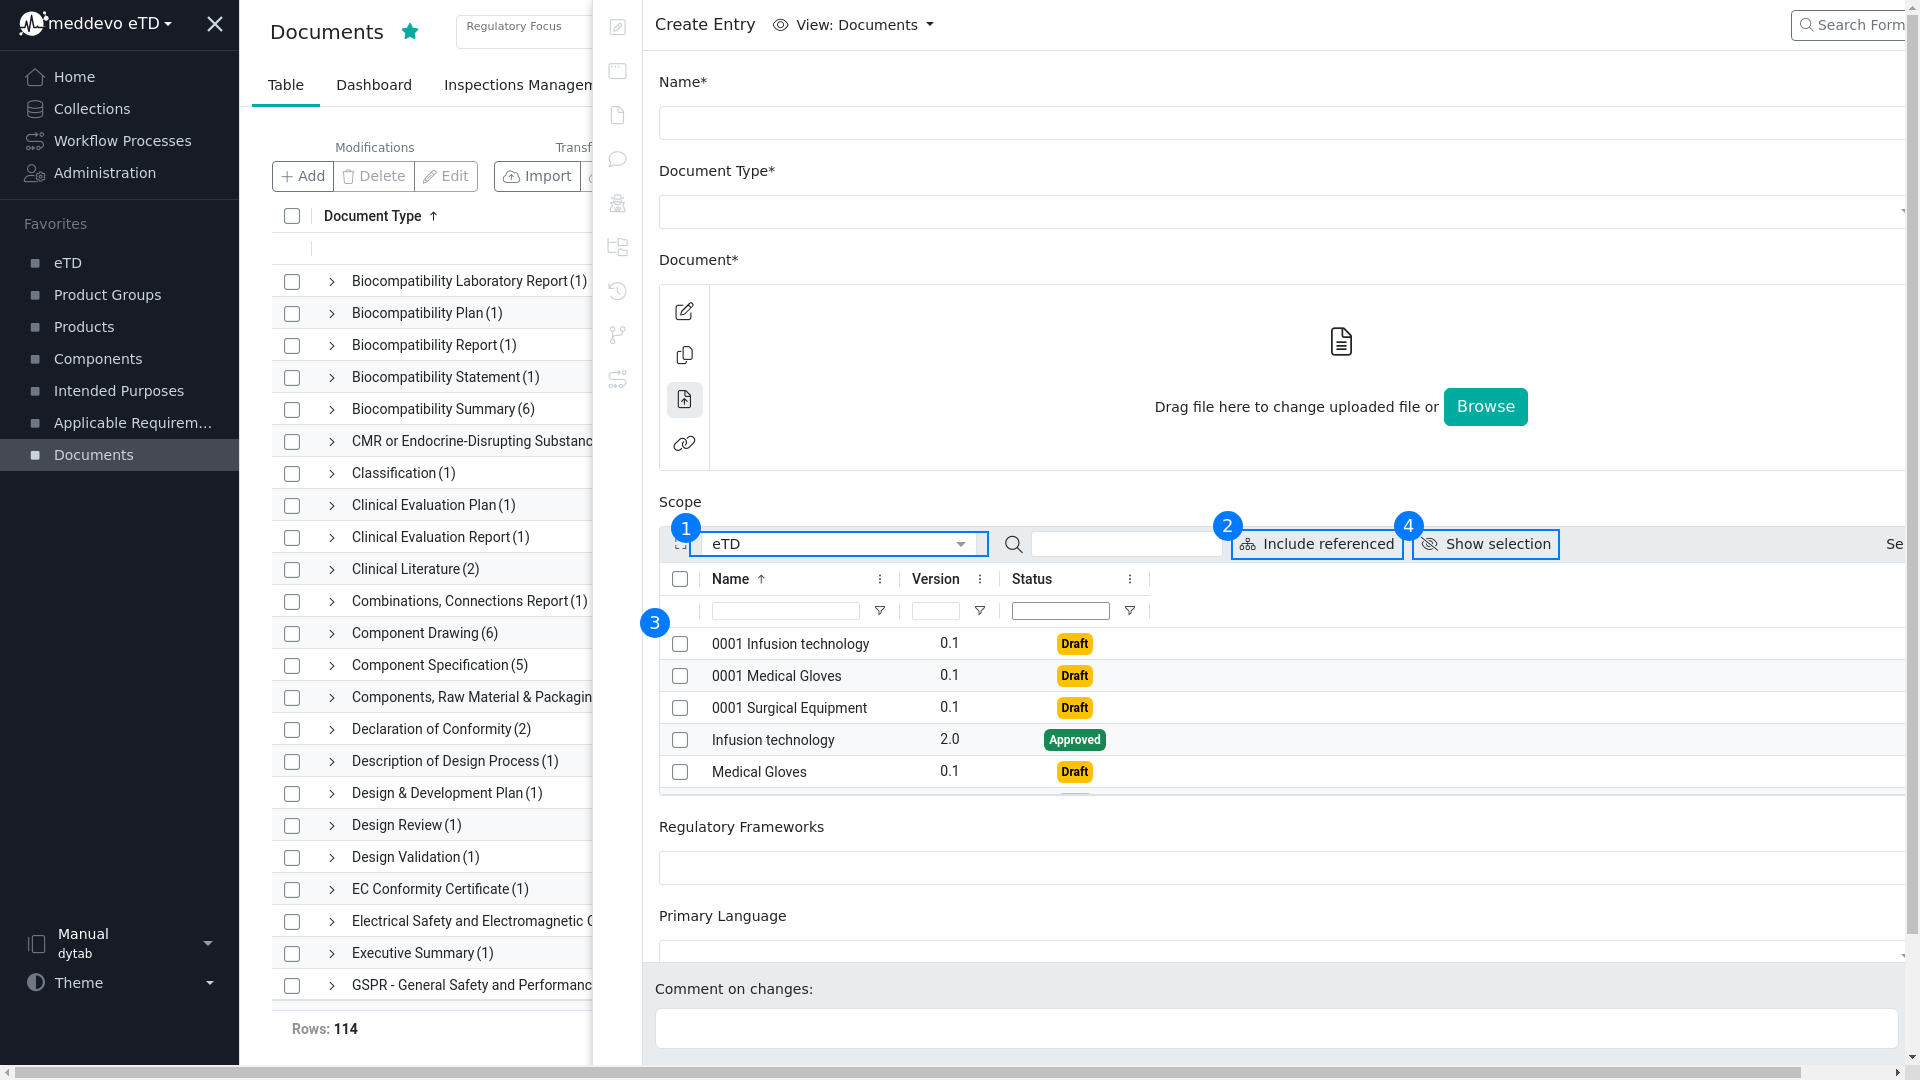 meddevo eTD
Home
Collections
Workflow Processes
Administration
Favorites
eTD
Product Groups
Products
Components
Intended Purposes
Applicable Requirem...
Documents
Manual
dytab
Theme
Documents
Regulatory Focus
Table
Dashboard
Inspections Managem
Modifications
Transf
Add
Delete
Edit
Import
Document Type ↑
Biocompatibility Laboratory Report (1)
Biocompatibility Plan (1)
Biocompatibility Report (1)
Biocompatibility Statement (1)
Biocompatibility Summary (6)
CMR or Endocrine-Disrupting Substanc
Classification (1)
Clinical Evaluation Plan (1)
Clinical Evaluation Report (1)
Clinical Literature (2)
Combinations, Connections Report (1)
Component Drawing (6)
Component Specification (5)
Components, Raw Material & Packagin
Declaration of Conformity (2)
Description of Design Process (1)
Design & Development Plan (1)
Design Review (1)
Design Validation (1)
EC Conformity Certificate (1)
Electrical Safety and Electromagnetic C
Executive Summary (1)
GSPR - General Safety and Performanc
Rows: 114
Create Entry
View: Documents
Search Form
Name*
Document Type*
Document*
Drag file here to change uploaded file or Browse
Scope
1
eTD
2
Include referenced
4
Show selection
Se
Name ↑ Version Status
3
0001 Infusion technology 0.1 Draft
0001 Medical Gloves 0.1 Draft
0001 Surgical Equipment 0.1 Draft
Infusion technology 2.0 Approved
Medical Gloves 0.1 Draft
Regulatory Frameworks
Primary Language
Comment on changes: